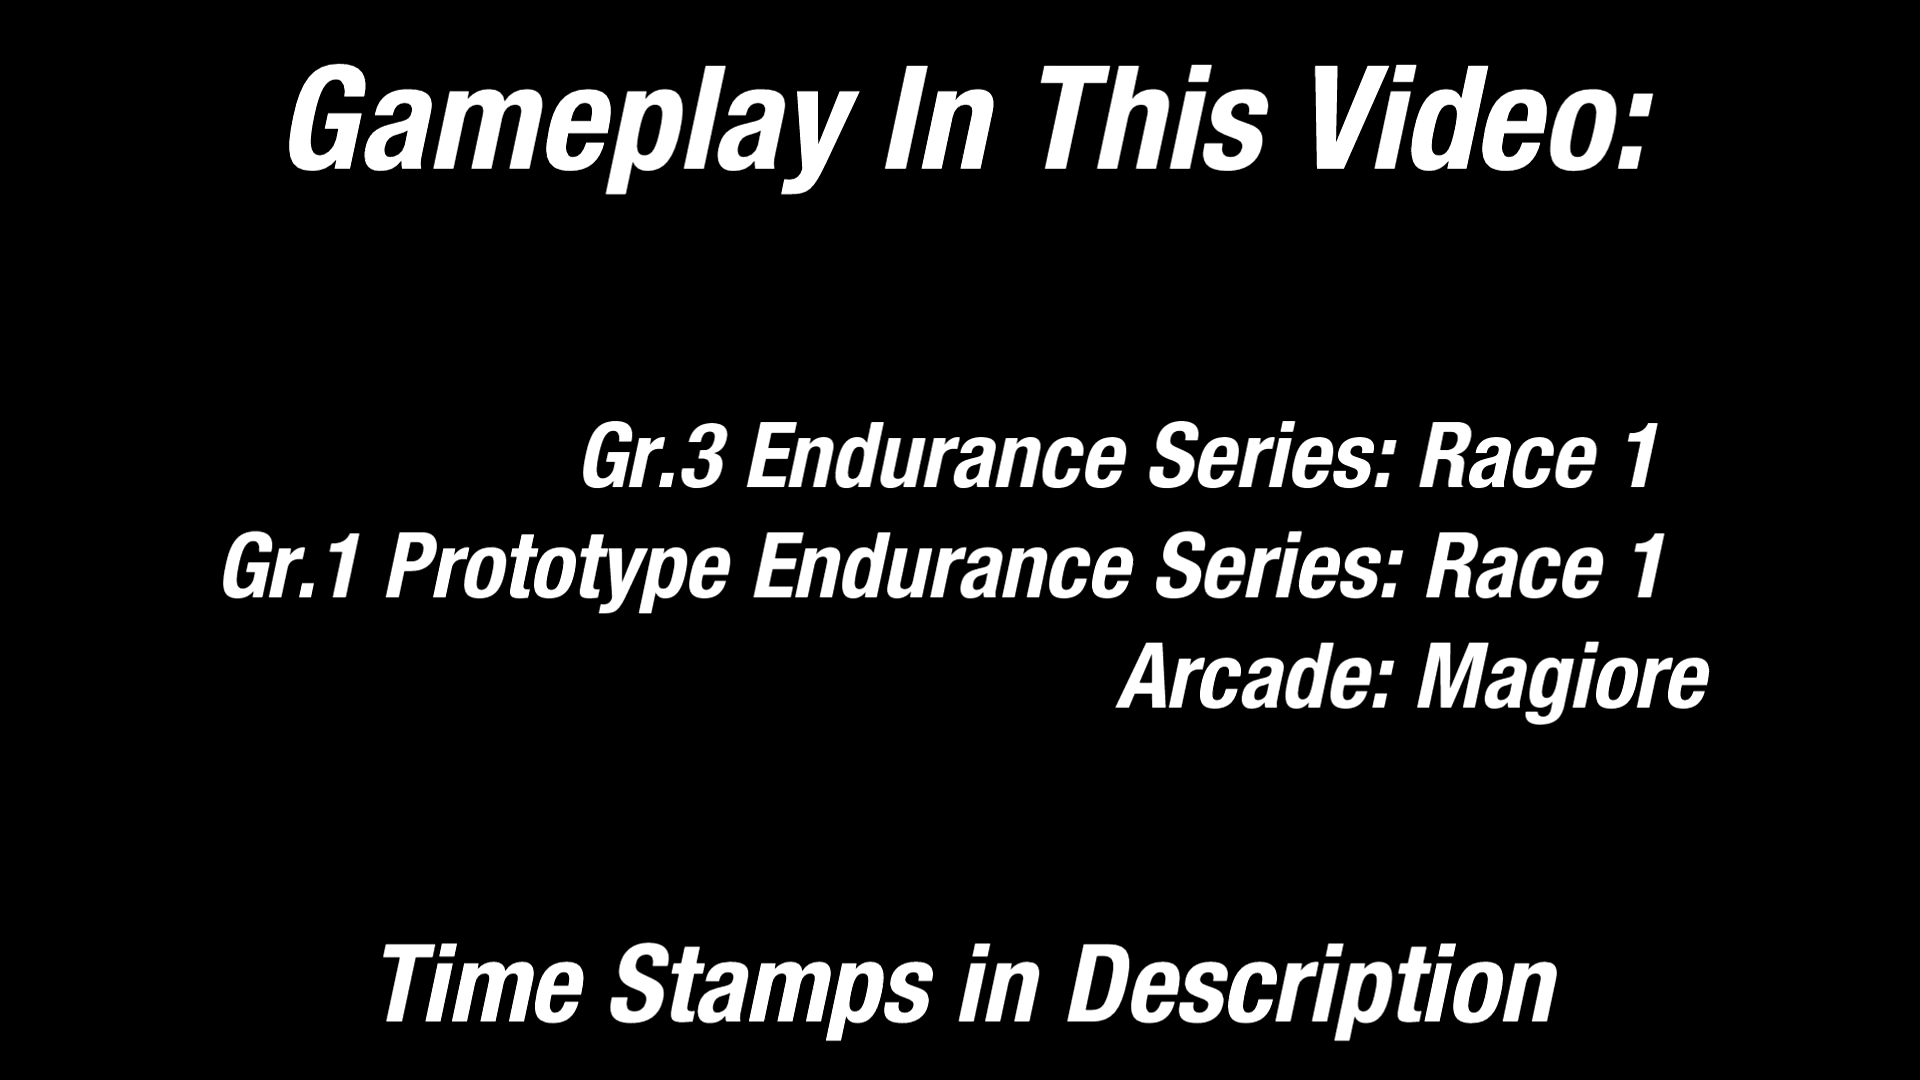 Gameplay In This Video:
Gr.3 Endurance Series: Race 1
Gr.1 Prototype Endurance Series: Race 1
Arcade: Magiore
Time Stamps in Description